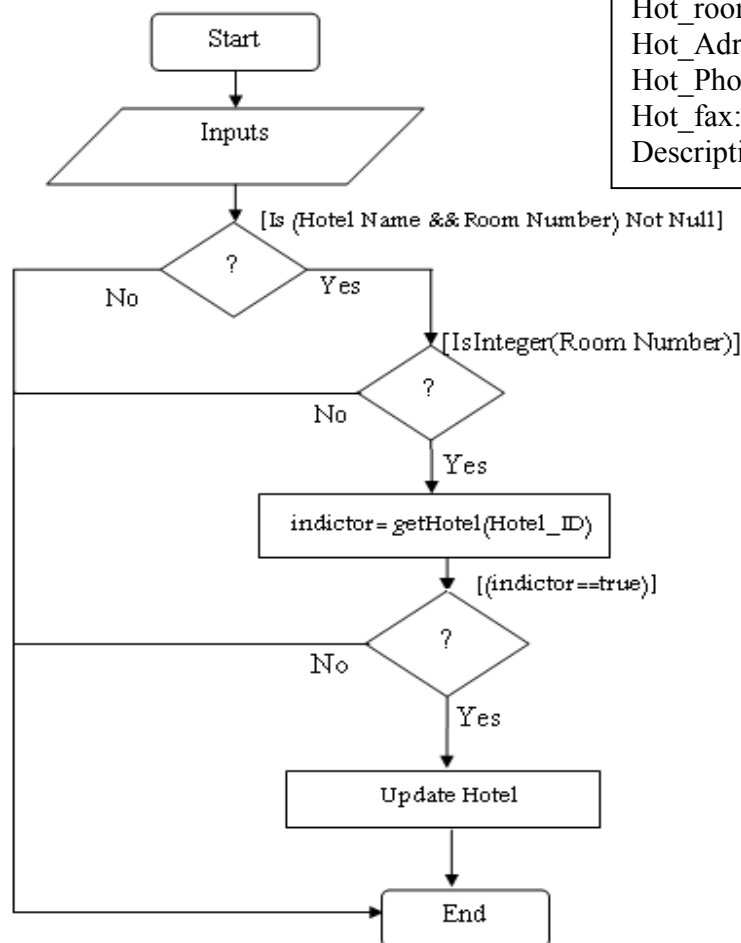 Hot_room
Hot_Adr
Hot_Pho
Hot_fax:
Descripti
Start
Inputs
[Is (Hotel Name && Room Number) Not Null]
?
No
Yes
[IsInteger(Room Number)]
?
No
Yes
indictor= getHotel(Hotel_ID)
[(indictor==true)]
?
No
Yes
Update Hotel
End